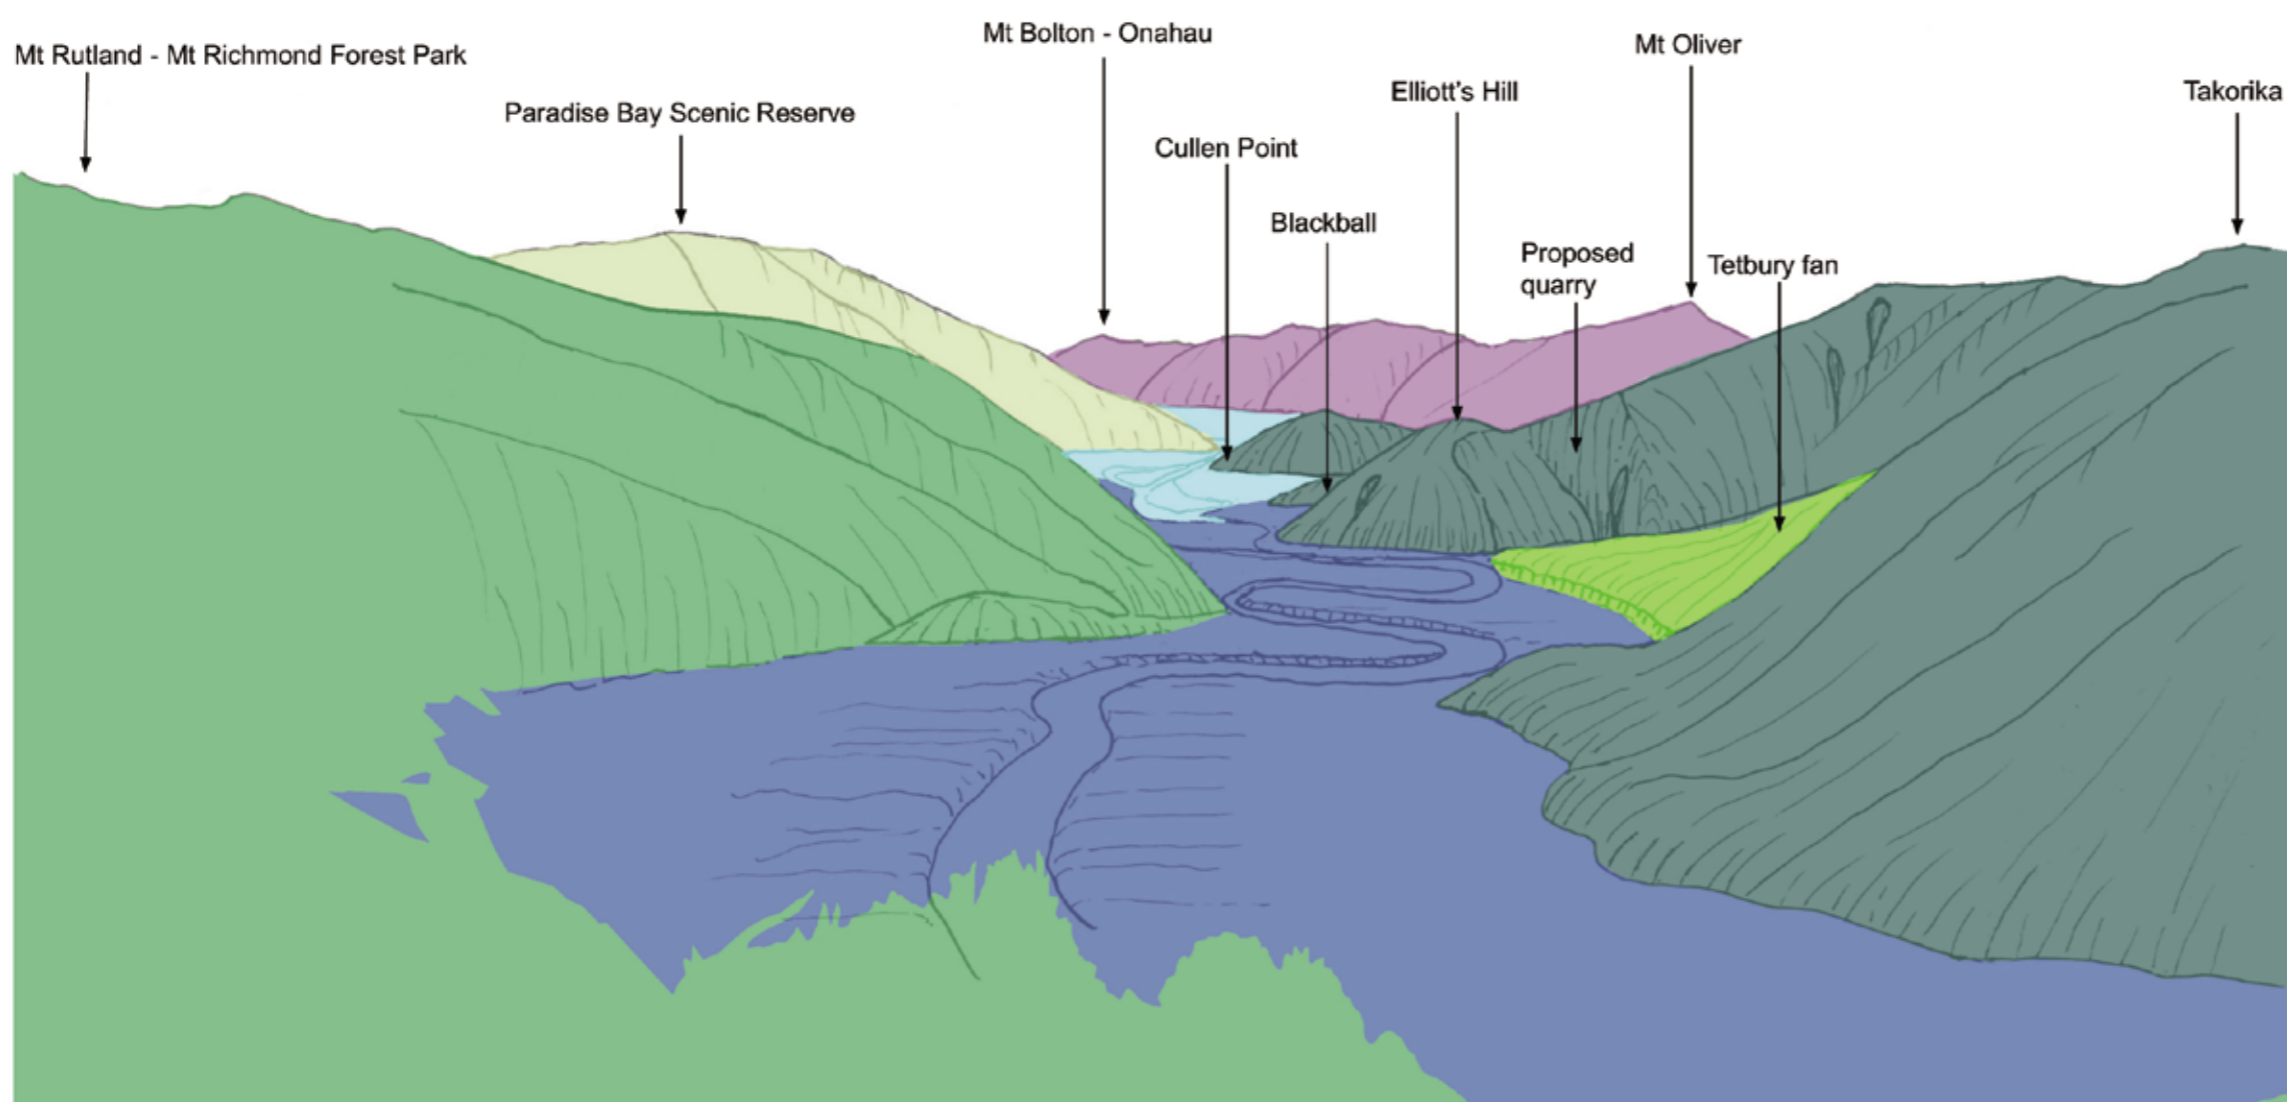 Mt Rutland - Mt Richmond Forest Park
Paradise Bay Scenic Reserve
Mt Bolton - Onahau
Cullen Point
Blackball
Elliott's Hill
Proposed
quarry
Mt Oliver
Tetbury fan
Takorika